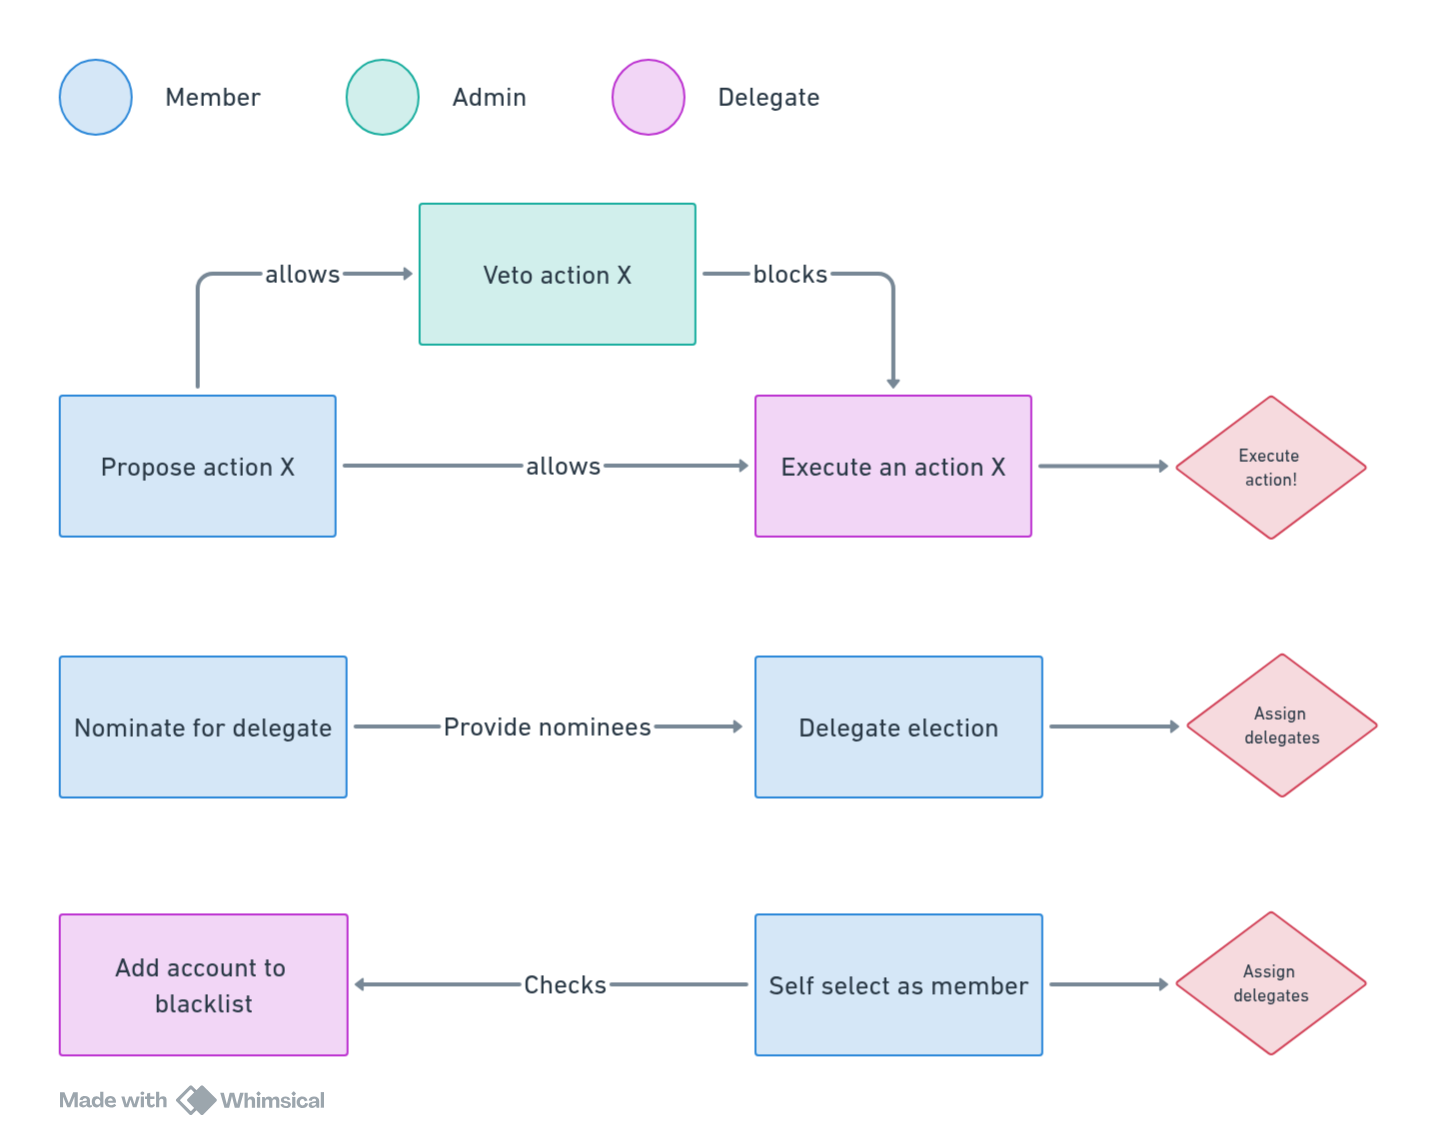 Member
Admin
Delegate
allows
Veto action X
blocks
Propose action X
allows
Execute an action X
Execute
action!
Nominate for delegate
Provide nominees
Delegate election
Assign
delegates
Add account to
blacklist
Checks
Self select as member
Assign
delegates
Made with Whimsical